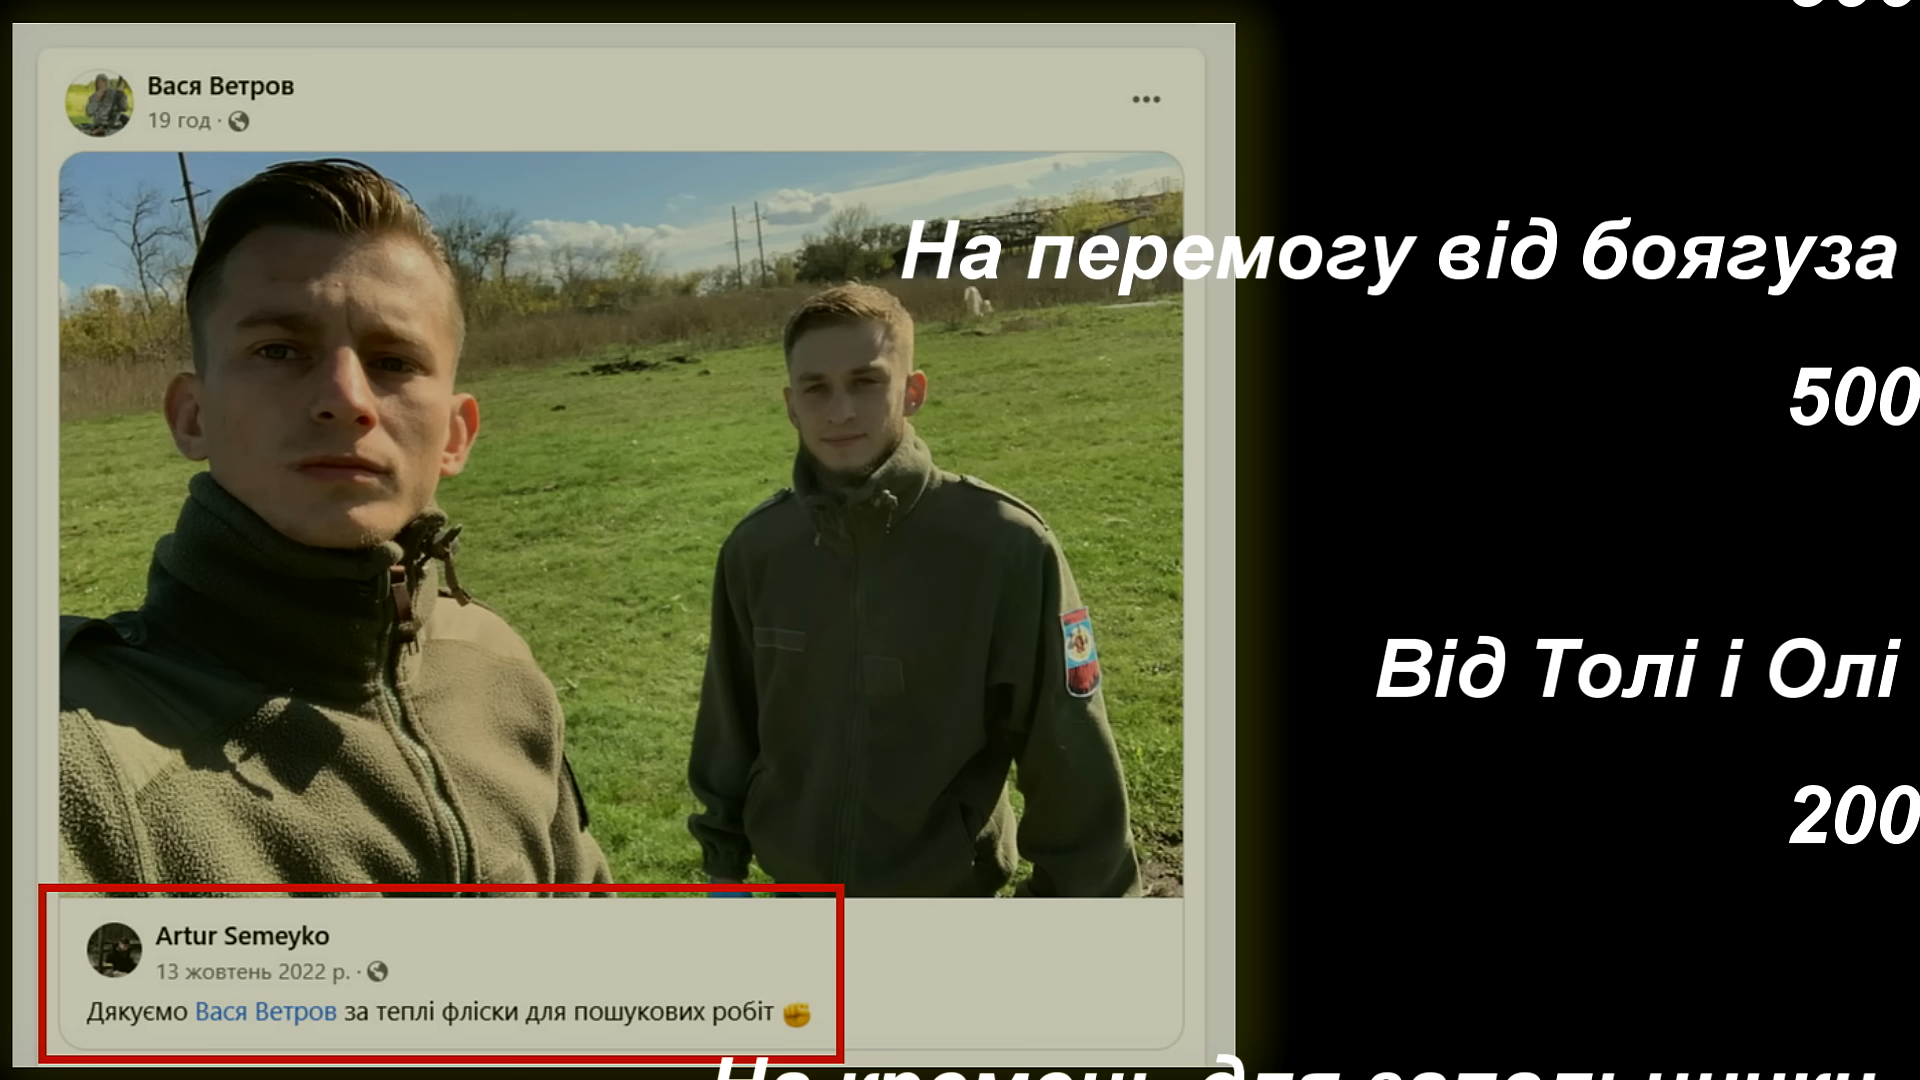 Вася Ветров
19 год ·
На перемогу від боягуза
500
Від Толі і Олі
200
Artur Semeyko
13 жовтень 2022 р. ·
Дякуємо Вася Ветров за теплі фліски для пошукових робіт ✊